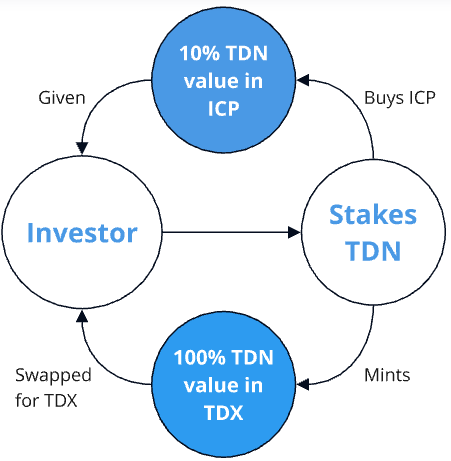 10% TDN
value in
ICP
Given
Buys ICP
Investor
Stakes
TDN
100% TDN
value in
TDX
Swapped
for TDX
Mints